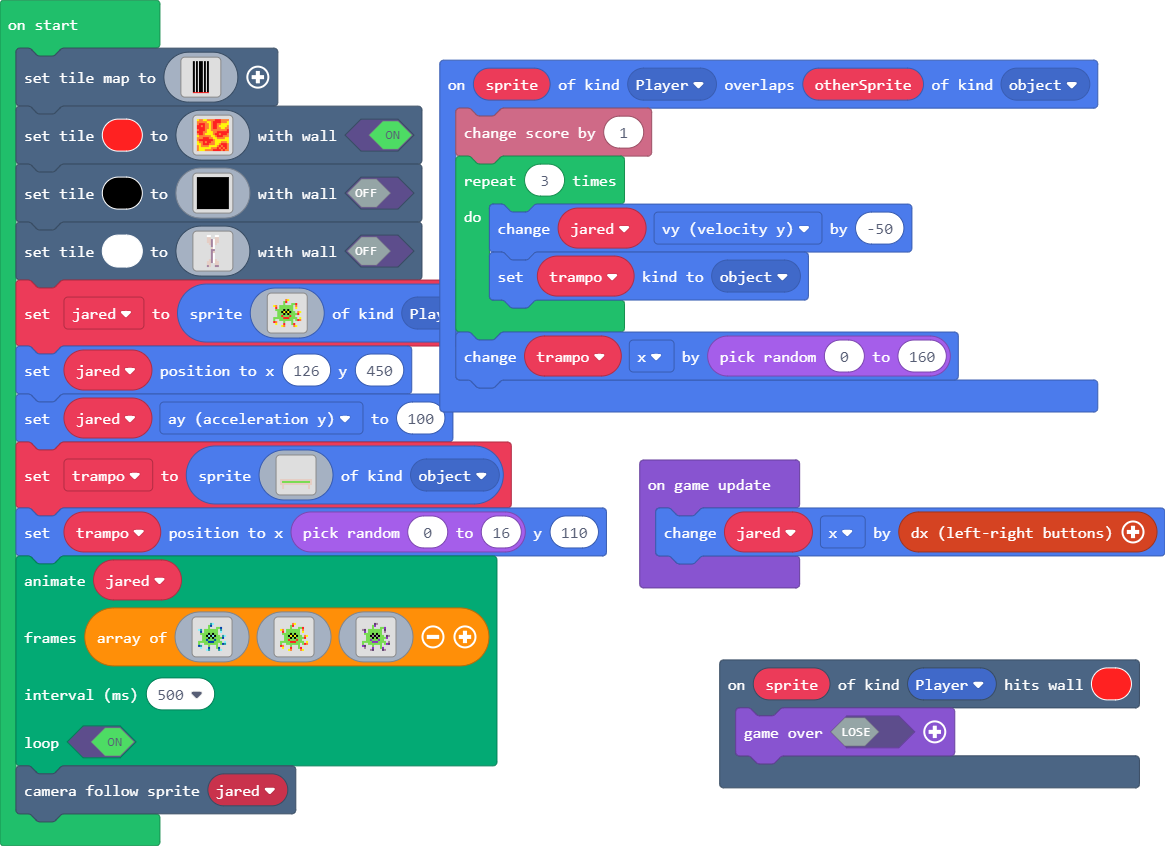 on start
set tile map to
set tile to with wall ON
set tile to with wall OFF
set tile to with wall OFF
set jared to sprite of kind Play
set jared position to x 126 y 450
set jared ay (acceleration y) to 100
set trampo to sprite of kind object
set trampo position to x pick random 0 to 16 y 110
animate jared
frames array of
interval (ms) 500
loop ON
camera follow sprite jared
on sprite of kind Player overlaps otherSprite of kind object
change score by 1
repeat 3 times
do
change jared vy (velocity y) by -50
set trampo kind to object
change trampo x by pick random 0 to 160
on game update
change jared x by dx (left-right buttons)
on sprite of kind Player hits wall
game over LOSE